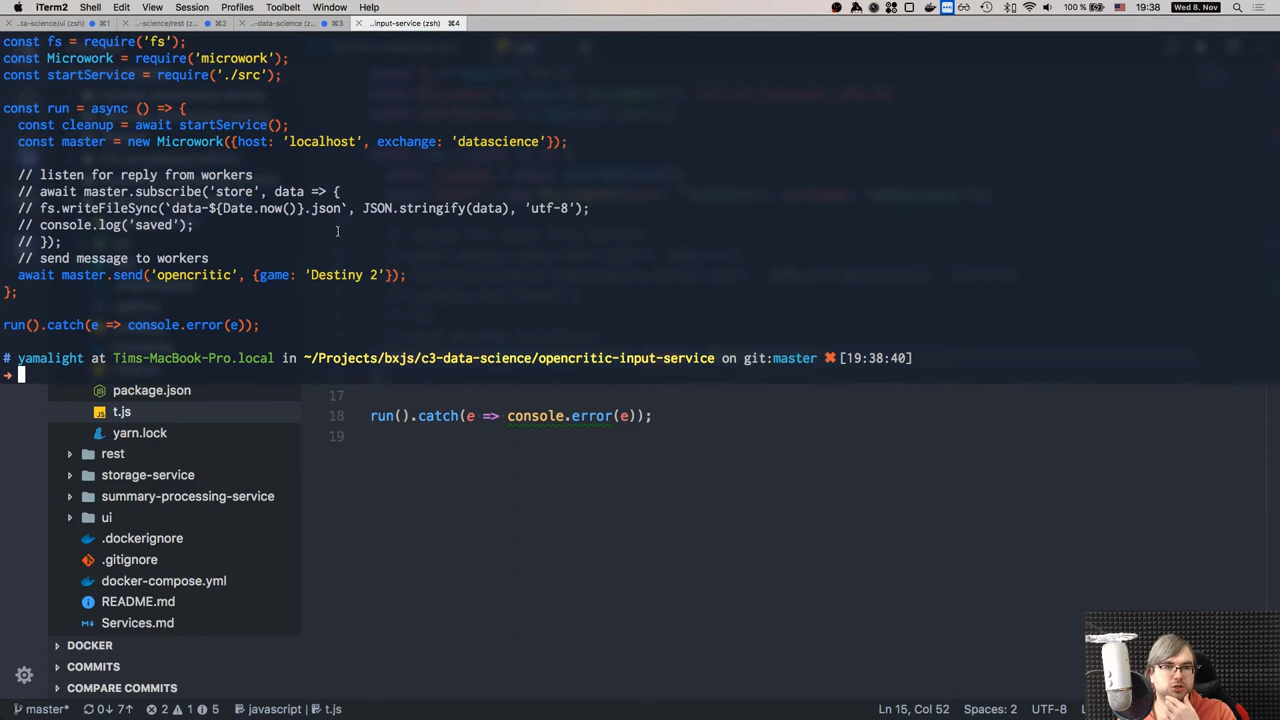 iTerm2 Shell Edit View Session Profiles Toolbelt Window Help 100 % 19:38 Wed 8. Nov
..ta-science/ui (zsh) ⌘1 ..-science/rest (z... ⌘2 ..-data-science (z... ⌘3 ..input-service (zsh) ⌘4
const fs = require('fs');
const Microwork = require('microwork');
const startService = require('./src');
const run = async () => {
const cleanup = await startService();
const master = new Microwork({host: 'localhost', exchange: 'datascience'});
// listen for reply from workers
// await master.subscribe('store', data => {
// fs.writeFileSync(`data-${Date.now()}.json`, JSON.stringify(data), 'utf-8');
// console.log('saved');
// });
// send message to workers
await master.send('opencritic', {game: 'Destiny 2'});
};
run().catch(e => console.error(e));
# yamalight at Tims-MacBook-Pro.local in ~/Projects/bxjs/c3-data-science/opencritic-input-service on git:master ✖ [19:38:40]
→
package.json
17
t.js
18 run().catch(e => console.error(e));
yarn.lock
19
rest
storage-service
summary-processing-service
ui
.dockerignore
.gitignore
docker-compose.yml
README.md
Services.md
DOCKER
COMMITS
COMPARE COMMITS
master* 0↓ 7↑ 2 1 5 javascript | t.js Ln 15, Col 52 Spaces: 2 UTF-8